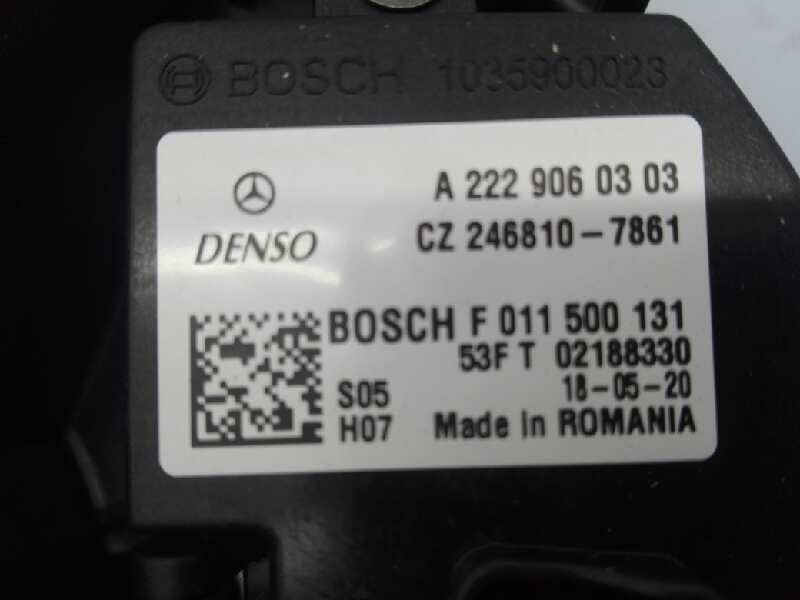 BOSCH 1035900023
A 222 906 03 03
DENSO CZ 246810-7861
BOSCH F 011 500 131
53F T 02188330
S05 18-05-20
H07 Made in ROMANIA